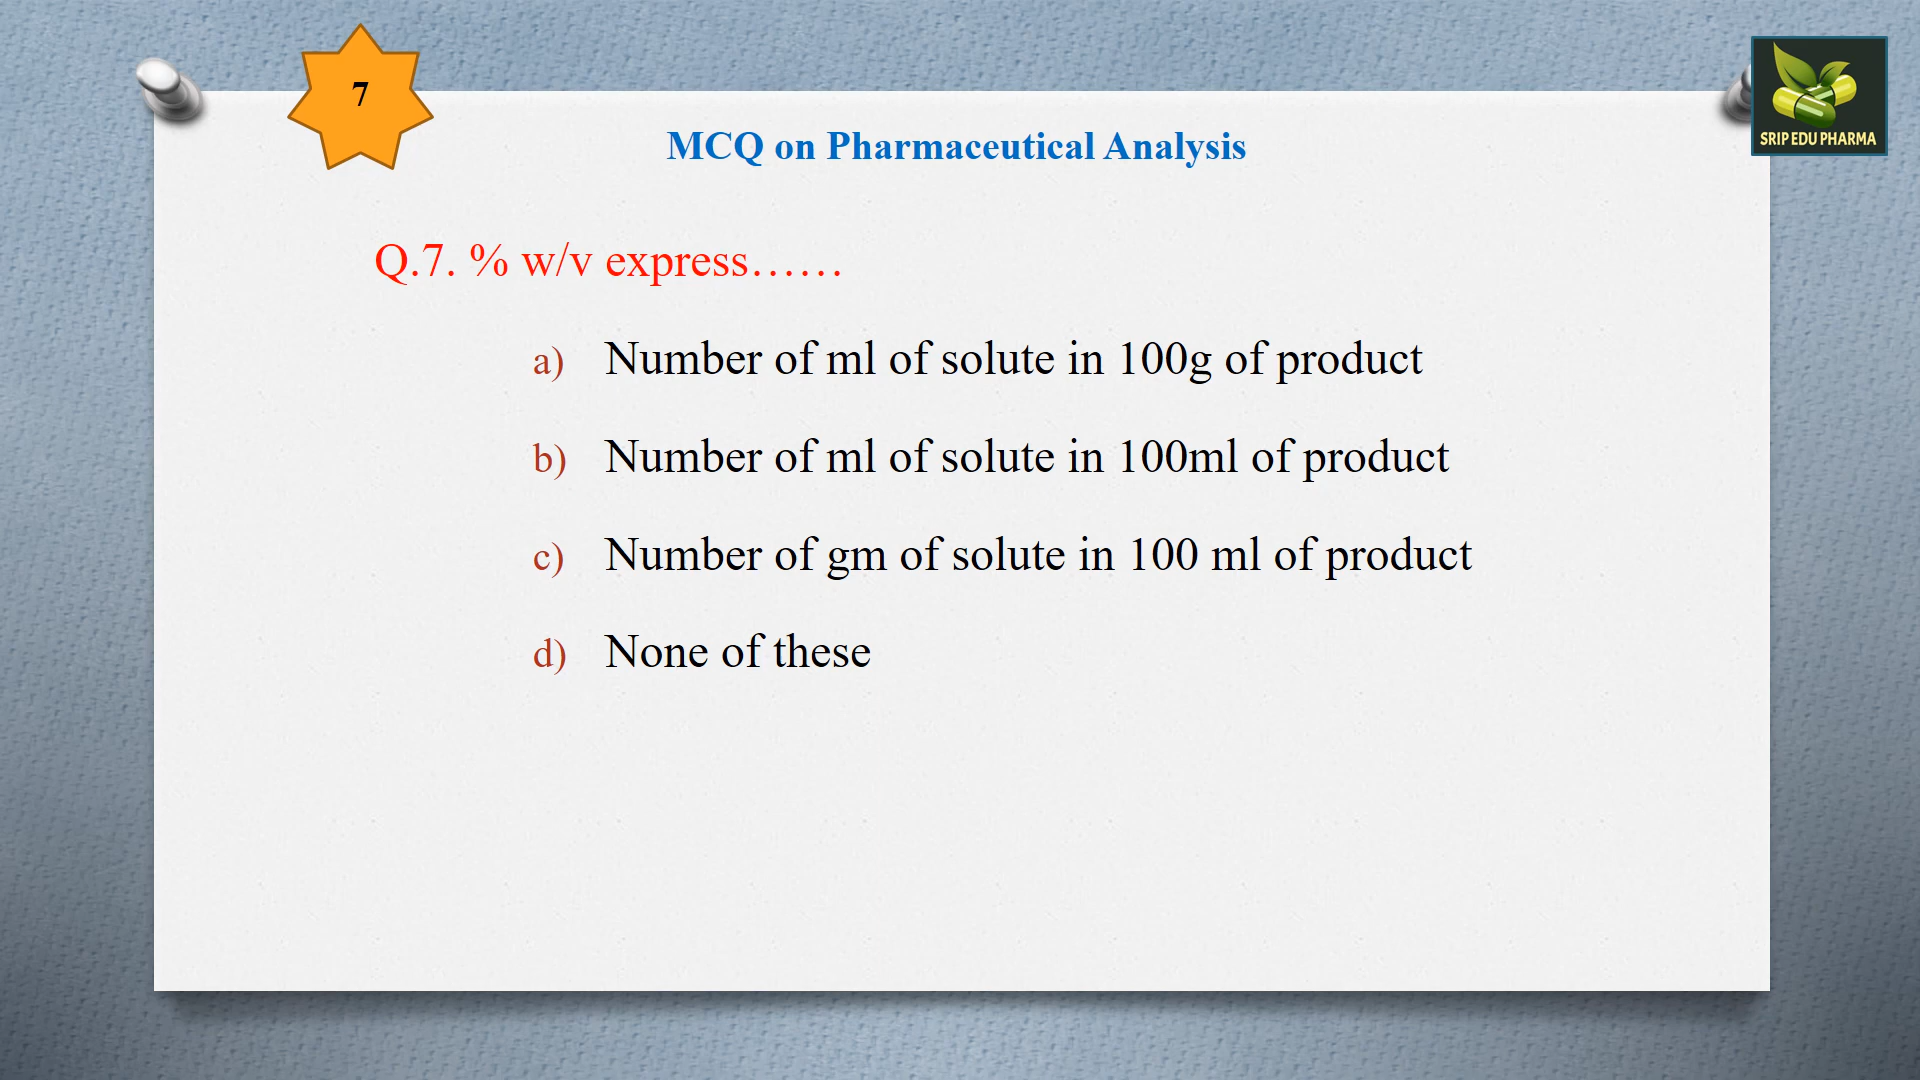 7
SRIP EDU PHARMA
MCQ on Pharmaceutical Analysis
Q.7. % w/v express……
a) Number of ml of solute in 100g of product
b) Number of ml of solute in 100ml of product
c) Number of gm of solute in 100 ml of product
d) None of these